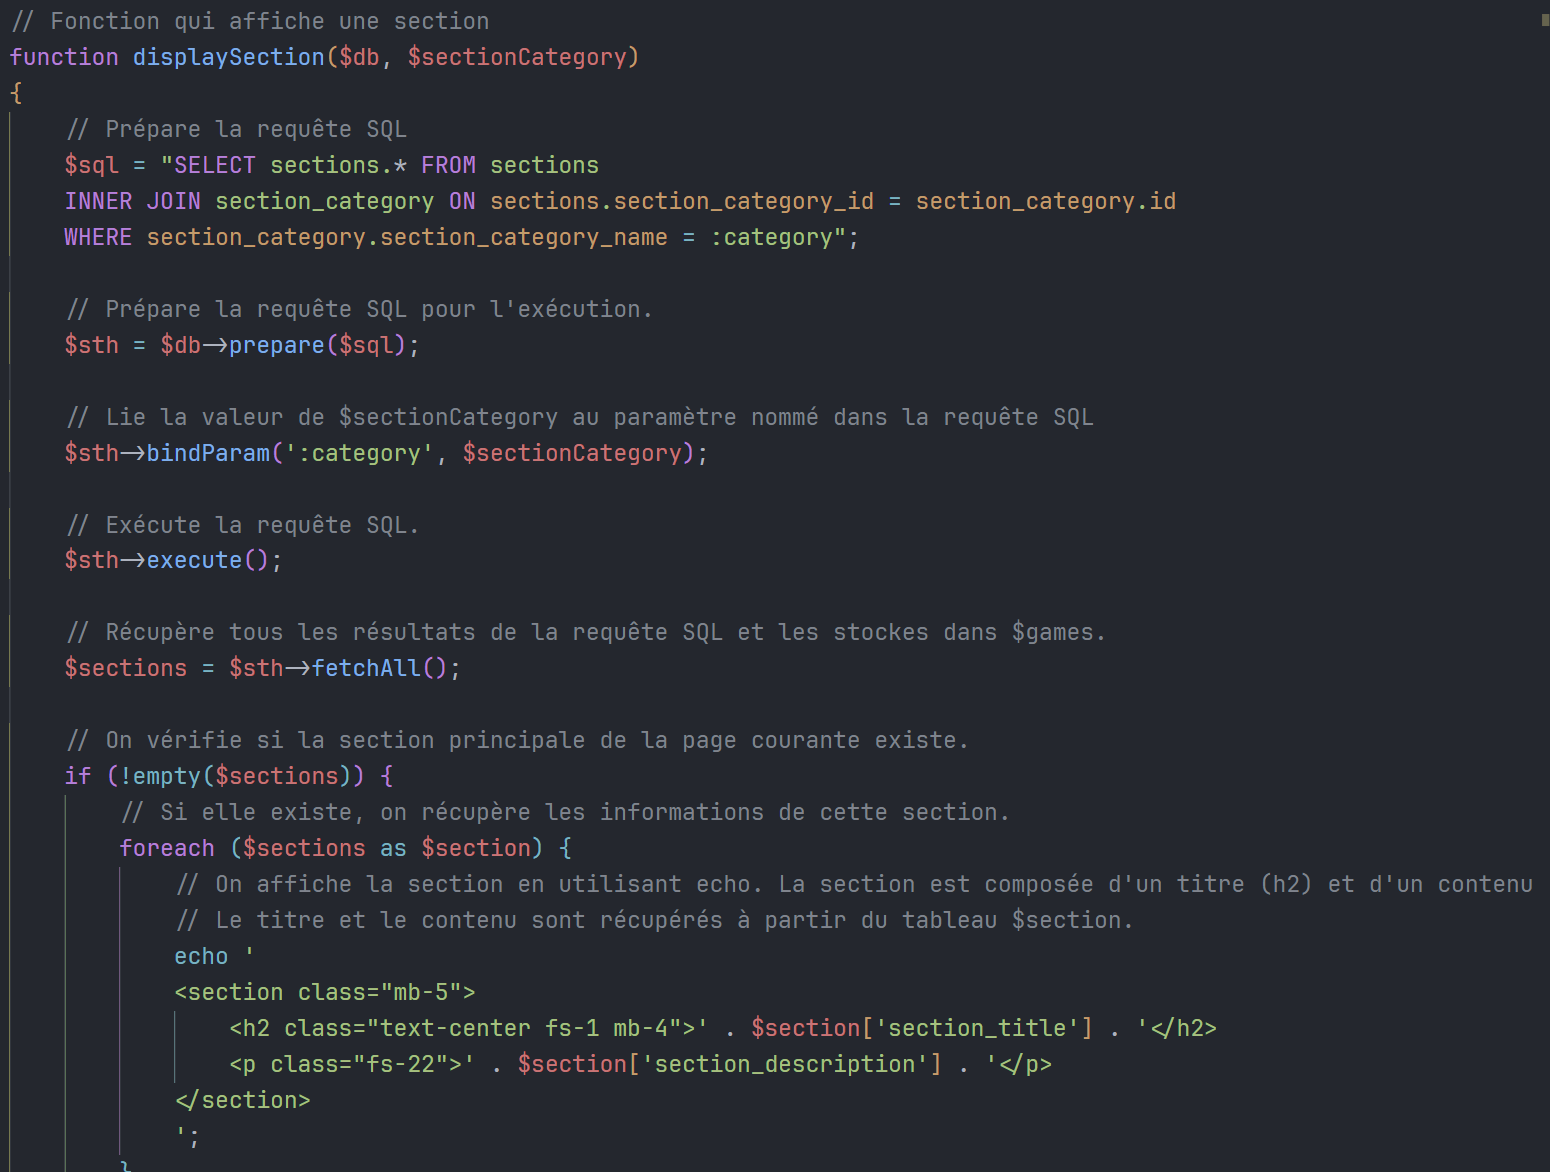 // Fonction qui affiche une section
function displaySection($db, $sectionCategory)
{
    // Prépare la requête SQL
    $sql = "SELECT sections.* FROM sections
    INNER JOIN section_category ON sections.section_category_id = section_category.id
    WHERE section_category.section_category_name = :category";

    // Prépare la requête SQL pour l'exécution.
    $sth = $db->prepare($sql);

    // Lie la valeur de $sectionCategory au paramètre nommé dans la requête SQL
    $sth->bindParam(':category', $sectionCategory);

    // Exécute la requête SQL.
    $sth->execute();

    // Récupère tous les résultats de la requête SQL et les stockes dans $games.
    $sections = $sth->fetchAll();

    // On vérifie si la section principale de la page courante existe.
    if (!empty($sections)) {
        // Si elle existe, on récupère les informations de cette section.
        foreach ($sections as $section) {
            // On affiche la section en utilisant echo. La section est composée d'un titre (h2) et d'un contenu
            // Le titre et le contenu sont récupérés à partir du tableau $section.
            echo '
            <section class="mb-5">
                <h2 class="text-center fs-1 mb-4">' . $section['section_title'] . '</h2>
                <p class="fs-22">' . $section['section_description'] . '</p>
            </section>
            ';
        }